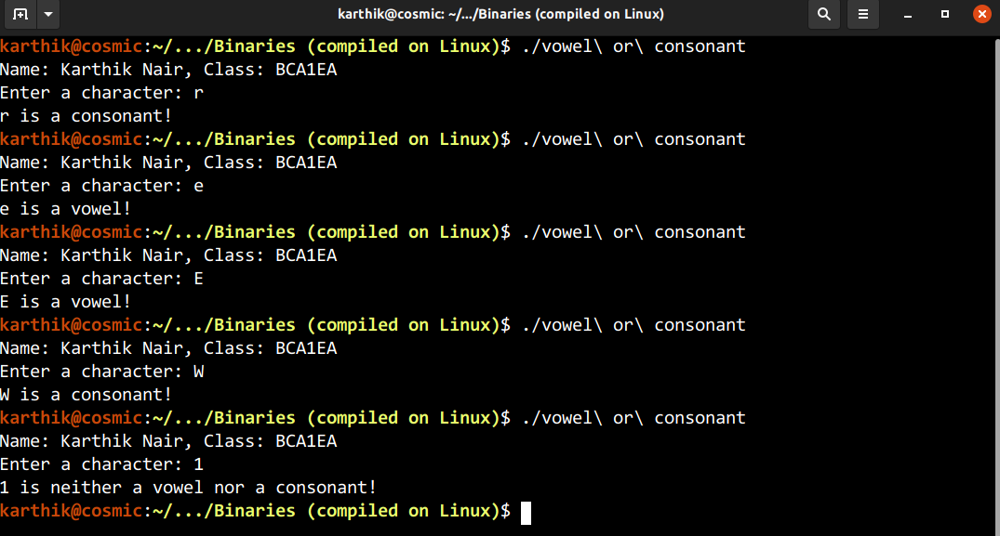 karthik@cosmic: ~/.../Binaries (compiled on Linux)
karthik@cosmic:~/.../Binaries (compiled on Linux)$ ./vowel\ or\ consonant
Name: Karthik Nair, Class: BCA1EA
Enter a character: r
r is a consonant!
karthik@cosmic:~/.../Binaries (compiled on Linux)$ ./vowel\ or\ consonant
Name: Karthik Nair, Class: BCA1EA
Enter a character: e
e is a vowel!
karthik@cosmic:~/.../Binaries (compiled on Linux)$ ./vowel\ or\ consonant
Name: Karthik Nair, Class: BCA1EA
Enter a character: E
E is a vowel!
karthik@cosmic:~/.../Binaries (compiled on Linux)$ ./vowel\ or\ consonant
Name: Karthik Nair, Class: BCA1EA
Enter a character: W
W is a consonant!
karthik@cosmic:~/.../Binaries (compiled on Linux)$ ./vowel\ or\ consonant
Name: Karthik Nair, Class: BCA1EA
Enter a character: 1
1 is neither a vowel nor a consonant!
karthik@cosmic:~/.../Binaries (compiled on Linux)$